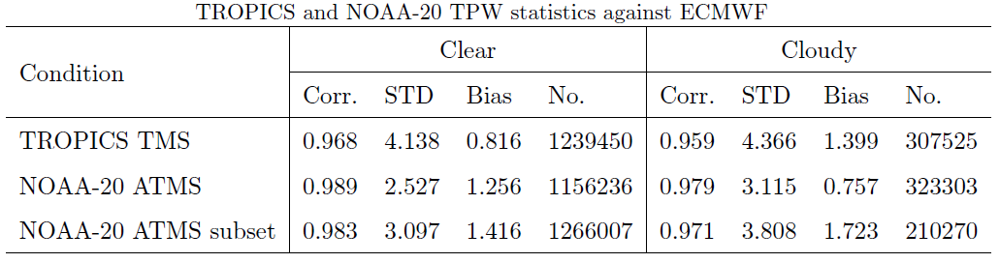 TROPICS and NOAA-20 TPW statistics against ECMWF
Condition Clear Cloudy
Corr. STD Bias No. Corr. STD Bias No.
TROPICS TMS 0.968 4.138 0.816 1239450 0.959 4.366 1.399 307525
NOAA-20 ATMS 0.989 2.527 1.256 1156236 0.979 3.115 0.757 323303
NOAA-20 ATMS subset 0.983 3.097 1.416 1266007 0.971 3.808 1.723 210270